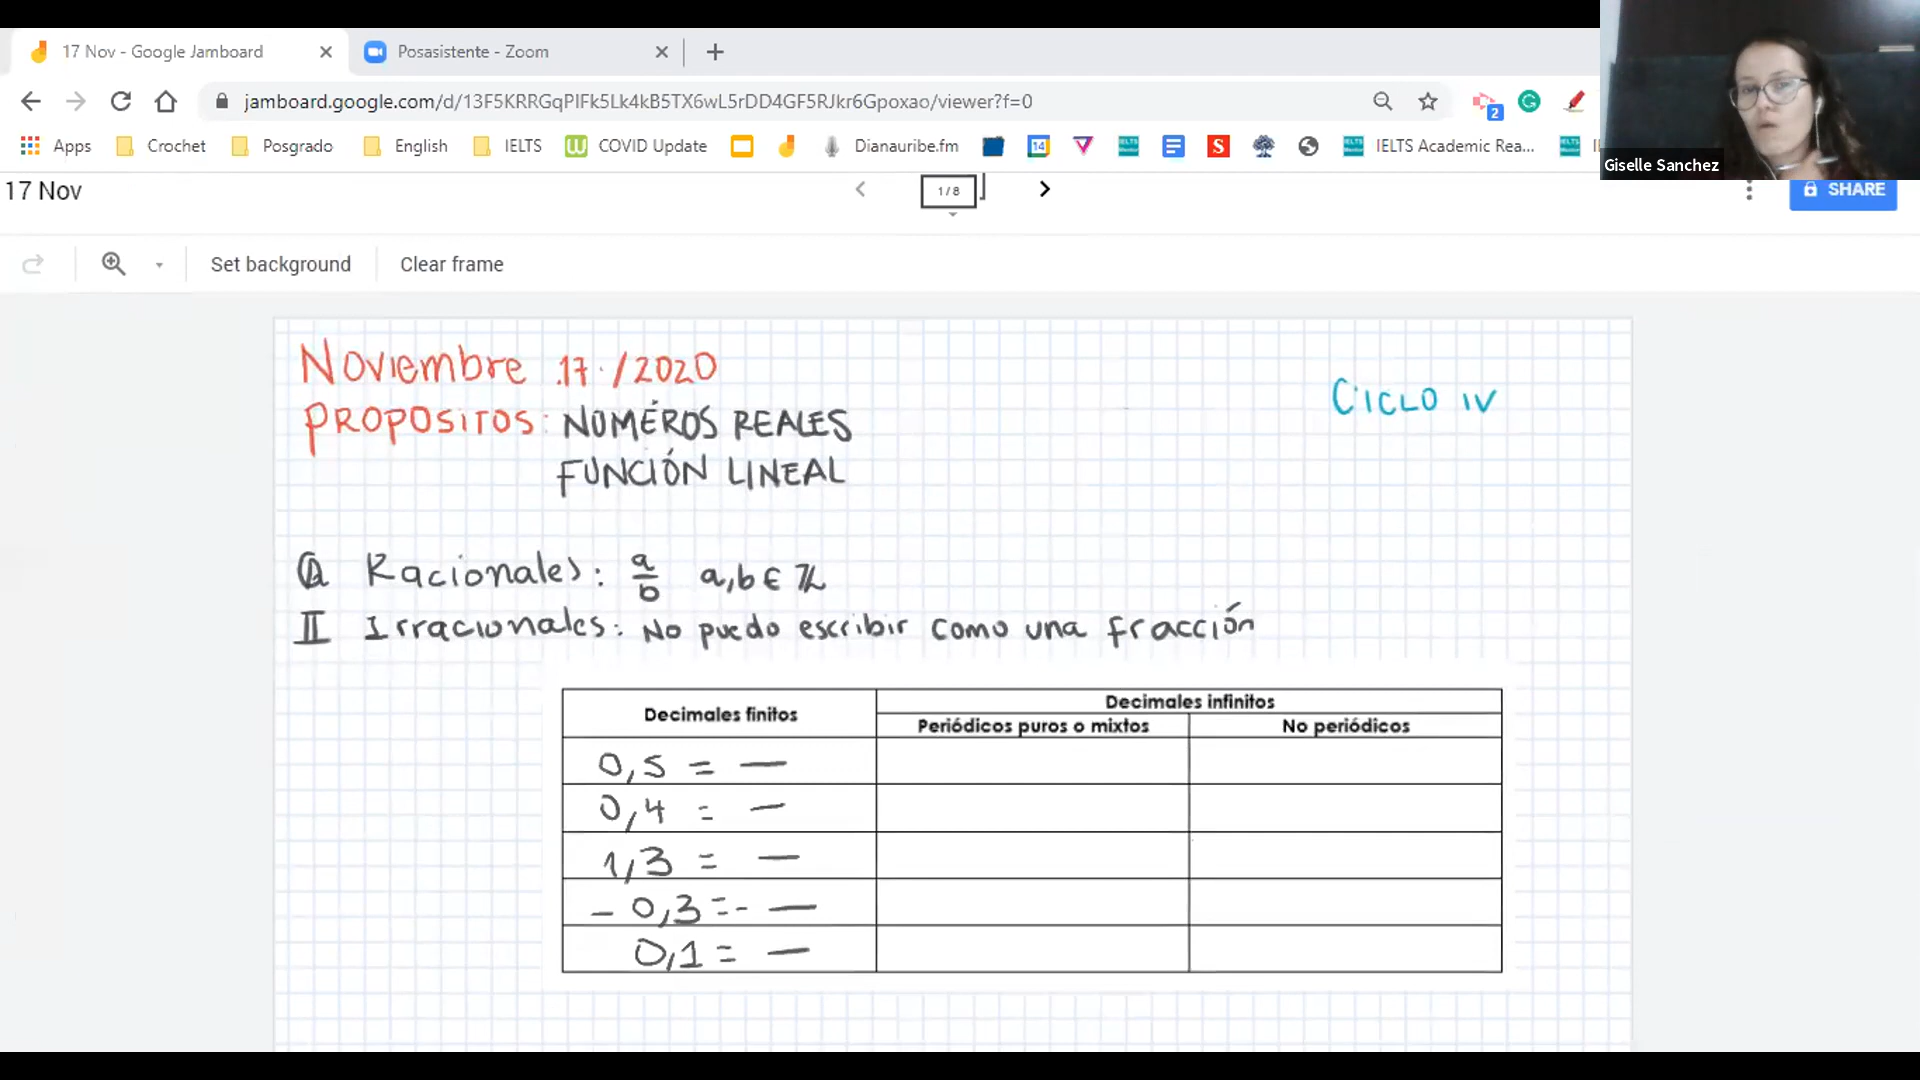 17 Nov - Google Jamboard
Posasistente - Zoom
jamboard.google.com/d/13F5KRRGqPIFk5Lk4kB5TX6wL5rDD4GF5RJkr6Gpoxao/viewer?f=0
2
Apps Crochet Posgrado English IELTS COVID Update Dianauribe.fm 14 IELTS Academic Rea...
Giselle Sanchez
17 Nov
1/8
SHARE
Set background Clear frame
Noviembre 17/2020
CICLO IV
PROPOSITOS: NUMÉROS REALES
FUNCIÓN LINEAL
Q Racionales: a/b a,b ∈ ℤ
II Irracionales: No puedo escribir como una fracción
Decimales finitos
Decimales infinitos
Periódicos puros o mixtos
No periódicos
0,5 = —
0,4 = —
1,3 = —
- 0,3 = - —
0,1 = —